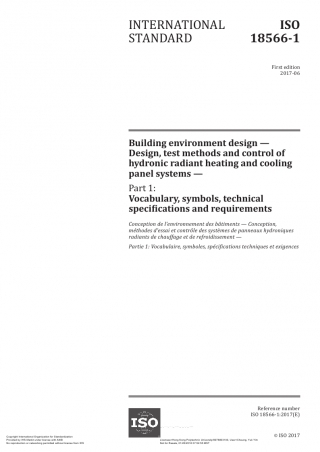 INTERNATIONAL
STANDARD
ISO
18566-1
First edition
2017-06
Building environment design —
Design, test methods and control of
hydronic radiant heating and cooling
panel systems —
Part 1:
Vocabulary, symbols, technical
specifications and requirements
Conception de l'environnement des bâtiments — Conception,
méthodes d'essai et contrôle des systèmes de panneaux hydroniques
radiants de chauffage et de refroidissement —
Partie 1: Vocabulaire, symboles, spécifications techniques et exigences
Reference number
ISO 18566-1:2017(E)
ISO
© ISO 2017